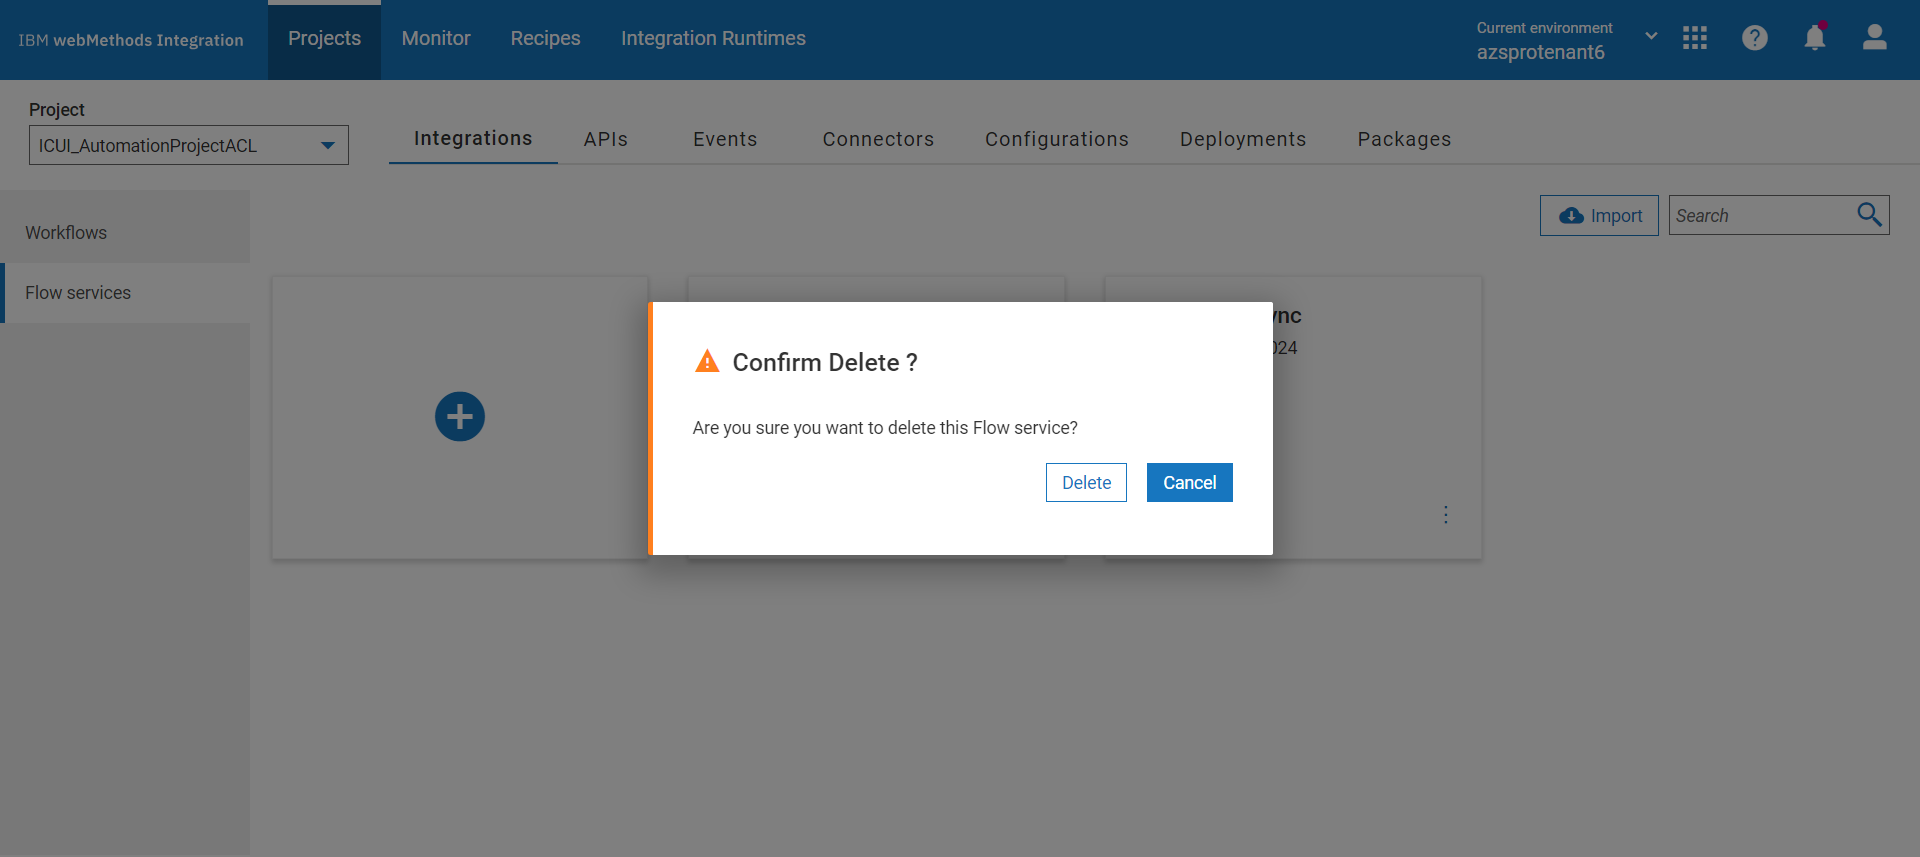 IBM webMethods Integration
Projects
Monitor
Recipes
Integration Runtimes
Current environment
azsprotenant6
Project
ICUI_AutomationProjectACL
Integrations
APIs
Events
Connectors
Configurations
Deployments
Packages
Import
Search
Workflows
Flow services
Confirm Delete ?
Are you sure you want to delete this Flow service?
Delete
Cancel